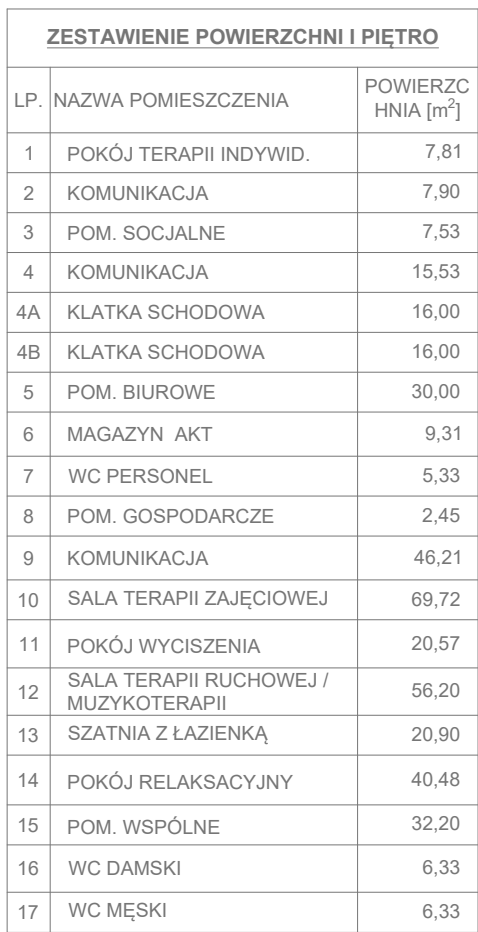 ZESTAWIENIE POWIERZCHNI I PIĘTRO
LP. NAZWA POMIESZCZENIA POWIERZC
HNIA [m²]
1 POKÓJ TERAPII INDYWID. 7,81
2 KOMUNIKACJA 7,90
3 POM. SOCJALNE 7,53
4 KOMUNIKACJA 15,53
4A KLATKA SCHODOWA 16,00
4B KLATKA SCHODOWA 16,00
5 POM. BIUROWE 30,00
6 MAGAZYN AKT 9,31
7 WC PERSONEL 5,33
8 POM. GOSPODARCZE 2,45
9 KOMUNIKACJA 46,21
10 SALA TERAPII ZAJĘCIOWEJ 69,72
11 POKÓJ WYCISZENIA 20,57
12 SALA TERAPII RUCHOWEJ / 56,20
MUZYKOTERAPII
13 SZATNIA Z ŁAZIENKĄ 20,90
14 POKÓJ RELAKSACYJNY 40,48
15 POM. WSPÓLNE 32,20
16 WC DAMSKI 6,33
17 WC MĘSKI 6,33